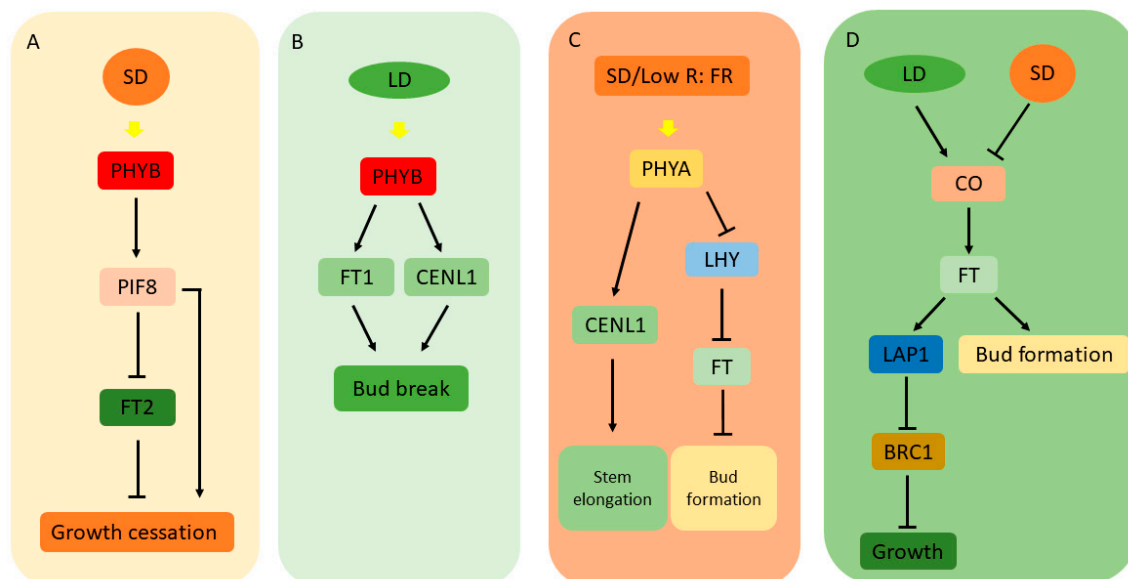 A
SD
PHYB
PIF8
FT2
Growth cessation
B
LD
PHYB
FT1
CENL1
Bud break
C
SD/Low R: FR
PHYA
LHY
CENL1
FT
Stem
elongation
Bud
formation
D
LD
SD
CO
FT
LAP1
Bud formation
BRC1
Growth